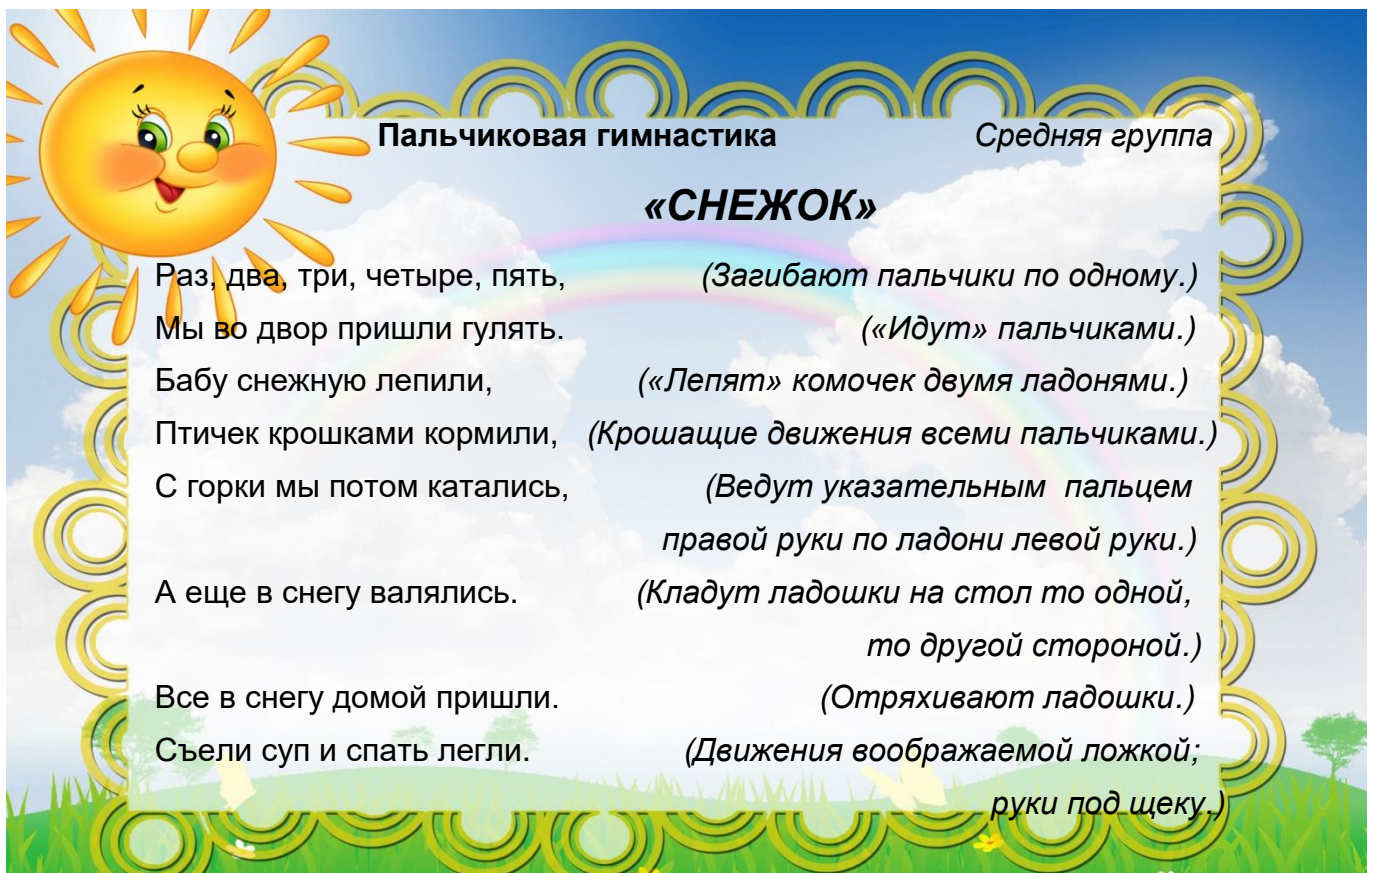 Пальчиковая гимнастика Средняя группа
«СНЕЖОК»
Раз, два, три, четыре, пять, (Загибают пальчики по одному.)
Мы во двор пришли гулять. («Идут» пальчиками.)
Бабу снежную лепили, («Лепят» комочек двумя ладонями.)
Птичек крошками кормили, (Крошащие движения всеми пальчиками.)
С горки мы потом катались, (Ведут указательным пальцем
правой руки по ладони левой руки.)
А еще в снегу валялись. (Кладут ладошки на стол то одной,
то другой стороной.)
Все в снегу домой пришли. (Отряхивают ладошки.)
Съели суп и спать легли. (Движения воображаемой ложкой;
руки под щеку.)